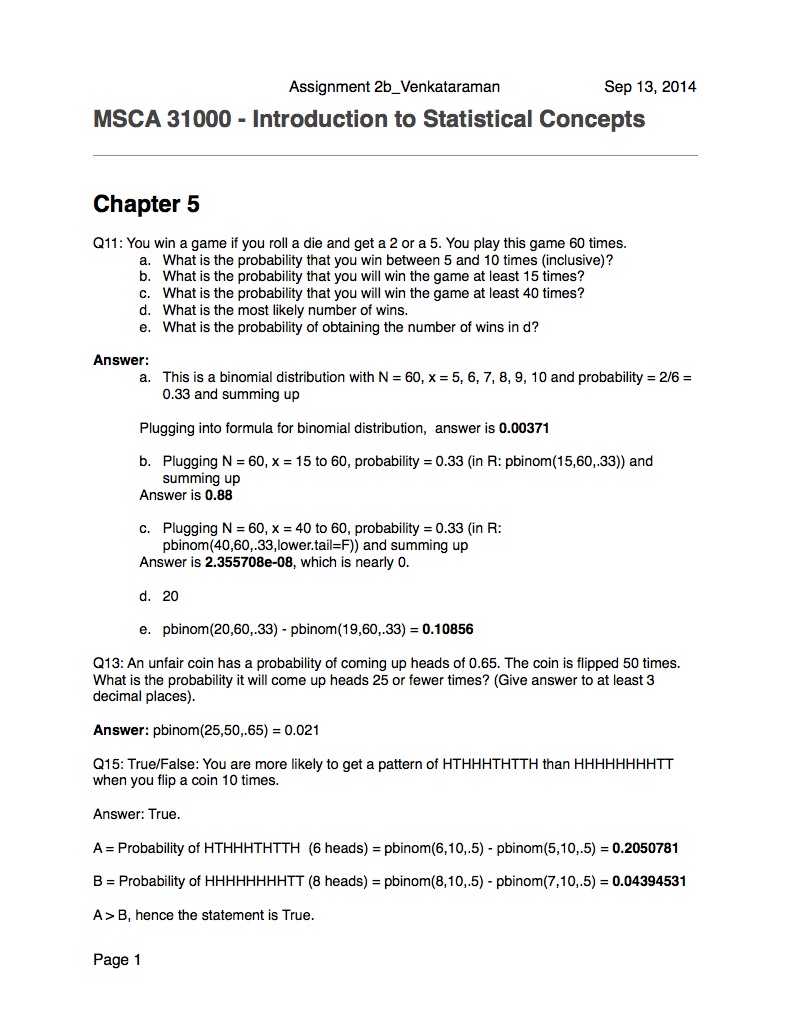 Assignment 2b_Venkataraman Sep 13, 2014
MSCA 31000 - Introduction to Statistical Concepts
Chapter 5
Q11: You win a game if you roll a die and get a 2 or a 5. You play this game 60 times.
a. What is the probability that you win between 5 and 10 times (inclusive)?
b. What is the probability that you will win the game at least 15 times?
c. What is the probability that you will win the game at least 40 times?
d. What is the most likely number of wins.
e. What is the probability of obtaining the number of wins in d?
Answer:
a. This is a binomial distribution with N = 60, x = 5, 6, 7, 8, 9, 10 and probability = 2/6 =
0.33 and summing up
Plugging into formula for binomial distribution, answer is 0.00371
b. Plugging N = 60, x = 15 to 60, probability = 0.33 (in R: pbinom(15,60,.33)) and
summing up
Answer is 0.88
c. Plugging N = 60, x = 40 to 60, probability = 0.33 (in R:
pbinom(40,60,.33,lower.tail=F)) and summing up
Answer is 2.355708e-08, which is nearly 0.
d. 20
e. pbinom(20,60,.33) - pbinom(19,60,.33) = 0.10856
Q13: An unfair coin has a probability of coming up heads of 0.65. The coin is flipped 50 times.
What is the probability it will come up heads 25 or fewer times? (Give answer to at least 3
decimal places).
Answer: pbinom(25,50,.65) = 0.021
Q15: True/False: You are more likely to get a pattern of HTHHHTHTTH than HHHHHHHHTT
when you flip a coin 10 times.
Answer: True.
A = Probability of HTHHHTHTTH (6 heads) = pbinom(6,10,.5) - pbinom(5,10,.5) = 0.2050781
B = Probability of HHHHHHHHTT (8 heads) = pbinom(8,10,.5) - pbinom(7,10,.5) = 0.04394531
A > B, hence the statement is True.
Page 1